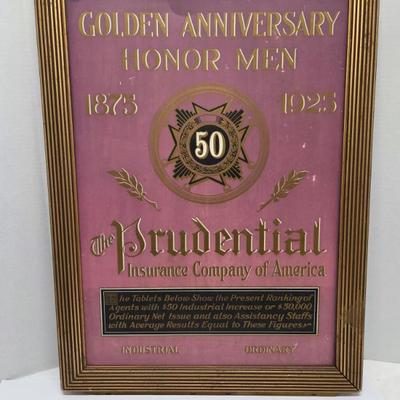 GOLDEN ANNIVERSARY
HONOR MEN
1875 1925
50
The Prudential
Insurance Company of America
The Tablets Below Show the Present Ranking of
Agents with $50 Industrial Increase or $50,000
Ordinary Net Issue and also Assistancy Staffs
with Average Results Equal to These Figures
INDUSTRIAL ORDINARY